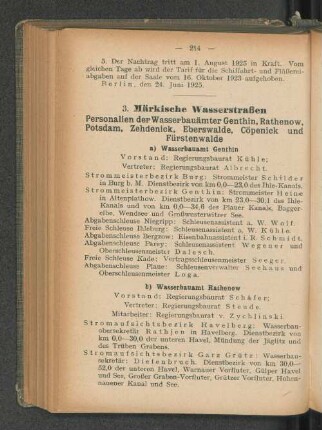 — 214 —
5. Der Nachtrag tritt am 1. August 1925 in Kraft. Vom
gleichen Tage ab wird der Tarif für die Schiffahrt- und Flößerei-
abgaben auf der Saale vom 16. Oktober 1923 aufgehoben.
Berlin, den 24. Juni 1925.
3. Märkische Wasserstraßen
Personalien der Wasserbauämter Genthin, Rathenow,
Potsdam, Zehdenick, Eberswalde, Cöpenick und
Fürstenwalde
a) Wasserbauamt Genthin
Vorstand: Regierungsbaurat Kühle;
Vertreter: Regierungsbaurat Albrecht.
Strommeisterbezirk Burg: Strommeister Schilder
in Burg b. M. Dienstbezirk von km 0,0—23,0 des Ihle-Kanals.
Strommeisterbezirk Genthin: Strommeister Heine
in Altenplathow. Dienstbezirk von km 23,0—30,1 des Ihle-
Kanals und von km 0,0—34,6 des Plauer Kanals, Bagger-
elbe, Wendsee und Großwusterwitzer See.
Abgabenschleuse Niegripp: Schleusenassistent a. W. Wolf.
Freie Schleuse Ihleburg: Schleusenassistent a. W. Kühle.
Abgabenschleuse Bergzow: Eisenbahnassistent i. R. Schmidt.
Abgabenschleuse Parey: Schleusenassistent Wegener und
Oberschleusenmeister Dalesch.
Freie Schleuse Kade: Vertragsschleusenmeister Seeger.
Abgabenschleuse Plaue: Schleusenverwalter Seehaus und
Oberschleusenmeister Loga.
b) Wasserbauamt Rathenow
Vorstand: Regierungsbaurat Schäfer;
Vertreter: Regierungsbaurat Stende.
Mitarbeiter: Regierungsbaurat v. Zychlinski.
Stromaufsichtsbezirk Havelberg: Wasserbau-
obersekretär Rathjen in Havelberg. Dienstbezirk von
km 0,0—30,0 der unteren Havel, Mündung der Jäglitz und
des Trüben Grabens.
Stromaufsichtsbezirk Garz Grütz: Wasserbau-
sekretär: Diefenbruch. Dienstbezirk von km 30,0—
52,0 der unteren Havel, Warnauer Vorfluter, Gülper Havel und
See, Großer Graben-Vorfluter, Grützer Vorfluter, Hohen-
nauener Kanal und See.